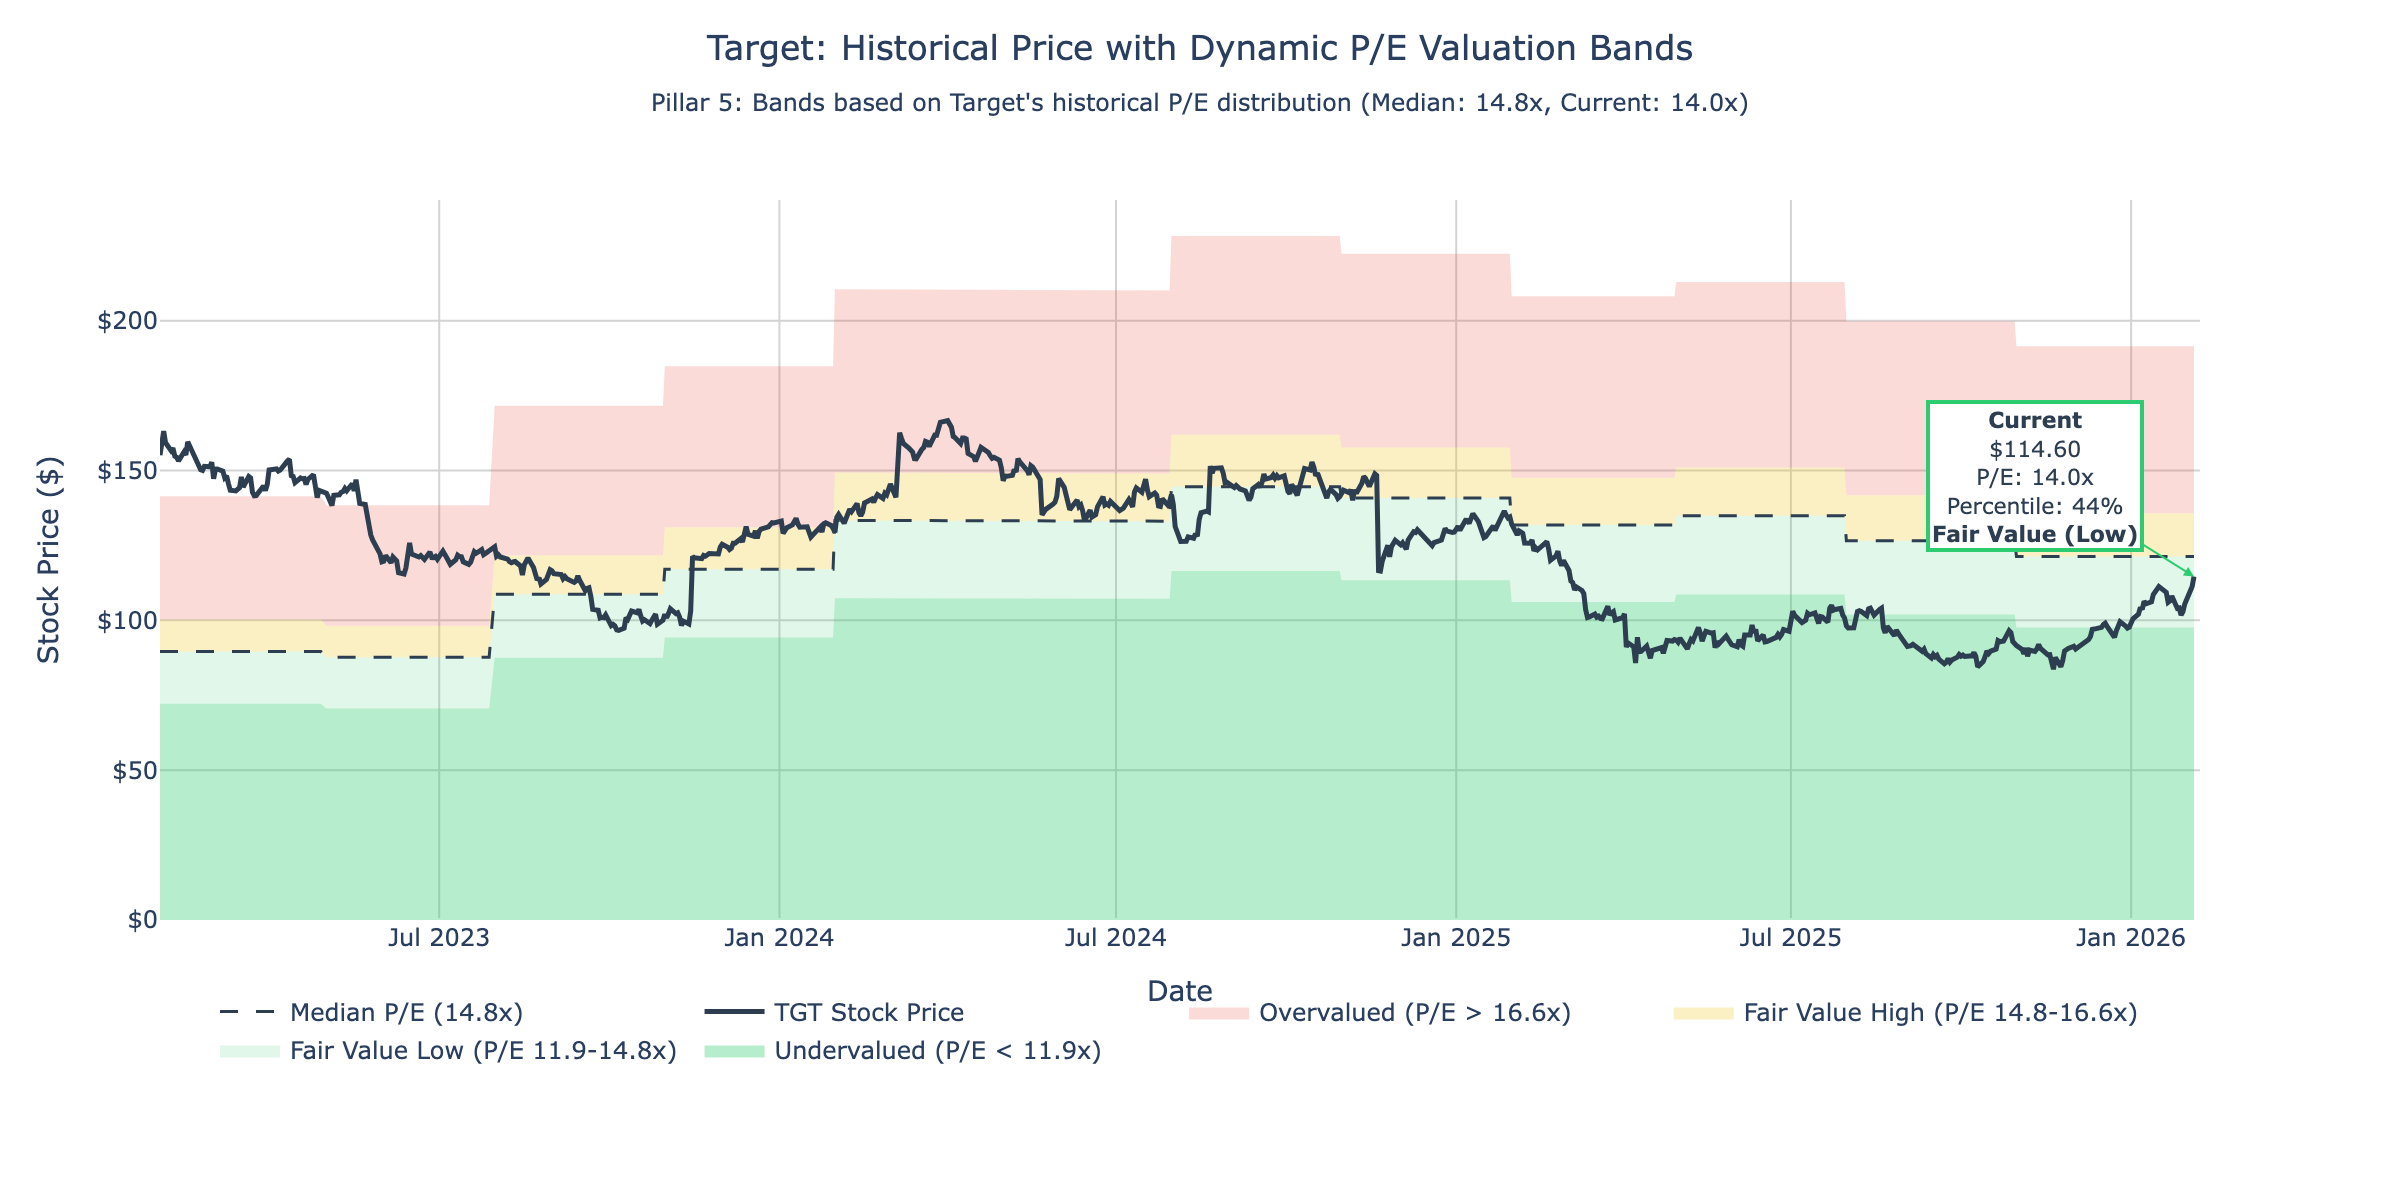 Target: Historical Price with Dynamic P/E Valuation Bands
Pillar 5: Bands based on Target's historical P/E distribution (Median: 14.8x, Current: 14.0x)
Stock Price ($)
$200
$150
$100
$50
$0
Current
$114.60
P/E: 14.0x
Percentile: 44%
Fair Value (Low)
Jul 2023
Jan 2024
Jul 2024
Jan 2025
Jul 2025
Jan 2026
Date
Median P/E (14.8x)
TGT Stock Price
Overvalued (P/E > 16.6x)
Fair Value High (P/E 14.8-16.6x)
Fair Value Low (P/E 11.9-14.8x)
Undervalued (P/E < 11.9x)